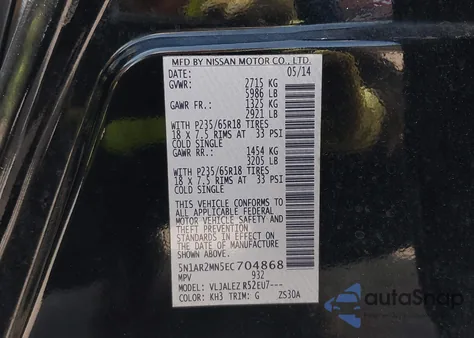 MFD BY NISSAN MOTOR CO., LTD.
DATE: 05/14
GVWR: 2715 KG
5986 LB
GAWR FR.: 1325 KG
2921 LB
WITH P235/65R18 TIRES
18 X 7.5 RIMS AT 33 PSI
COLD SINGLE
GAWR RR.: 1454 KG
3205 LB
WITH P235/65R18 TIRES
18 X 7.5 RIMS AT 33 PSI
COLD SINGLE
THIS VEHICLE CONFORMS TO
ALL APPLICABLE FEDERAL
MOTOR VEHICLE SAFETY AND
THEFT PREVENTION
STANDARDS IN EFFECT ON
THE DATE OF MANUFACTURE
SHOWN ABOVE.
5N1AR2MN5EC704868
MPV 932
MODEL: VLJALEZ R52EU7---
COLOR: KH3 TRIM: G ZS30A
autoSnap